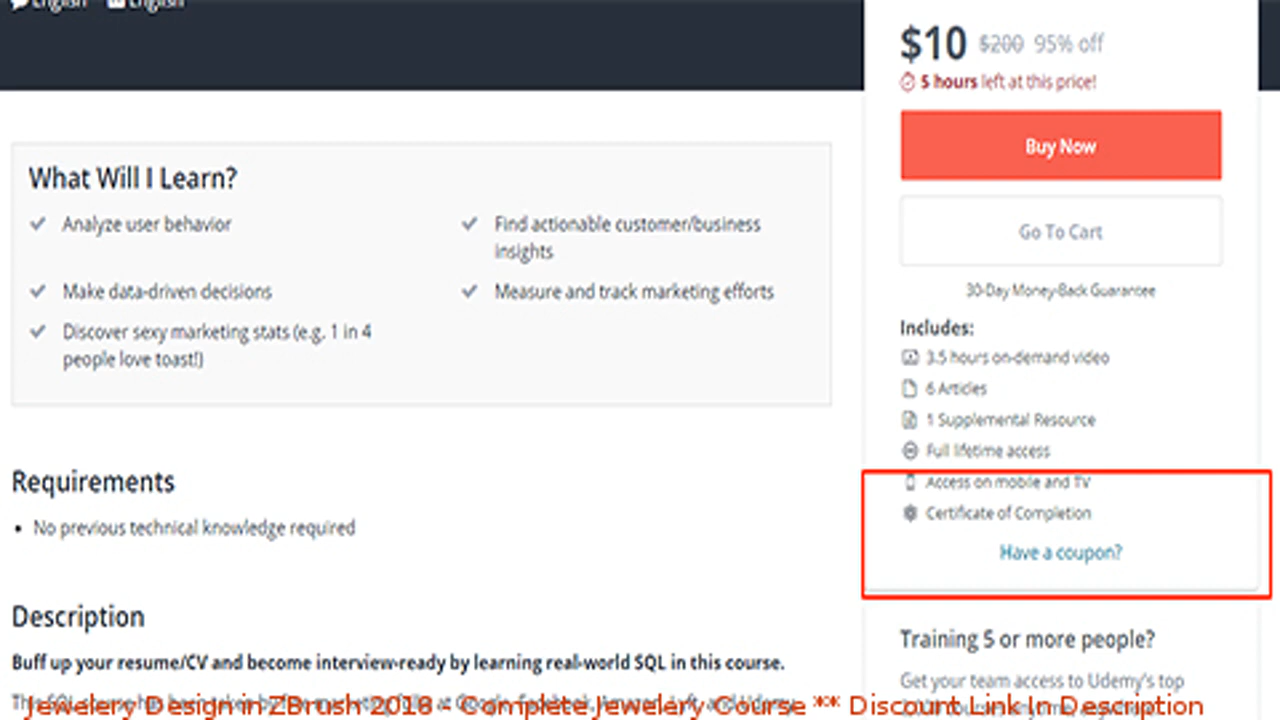 English English
$10 $200 95% off
5 hours left at this price!
Buy Now
Go To Cart
30-Day Money-Back Guarantee
Includes:
3.5 hours on-demand video
6 Articles
1 Supplemental Resource
Full lifetime access
Access on mobile and TV
Certificate of Completion
Have a coupon?
Training 5 or more people?
Get your team access to Udemy's top
What Will I Learn?
Analyze user behavior
Find actionable customer/business
insights
Make data-driven decisions
Measure and track marketing efforts
Discover sexy marketing stats (e.g. 1 in 4
people love toast!)
Requirements
• No previous technical knowledge required
Description
Buff up your resume/CV and become interview-ready by learning real-world SQL in this course.
Jewelery Design in ZBrush 2018 - Complete Jewelery Course ** Discount Link In Description